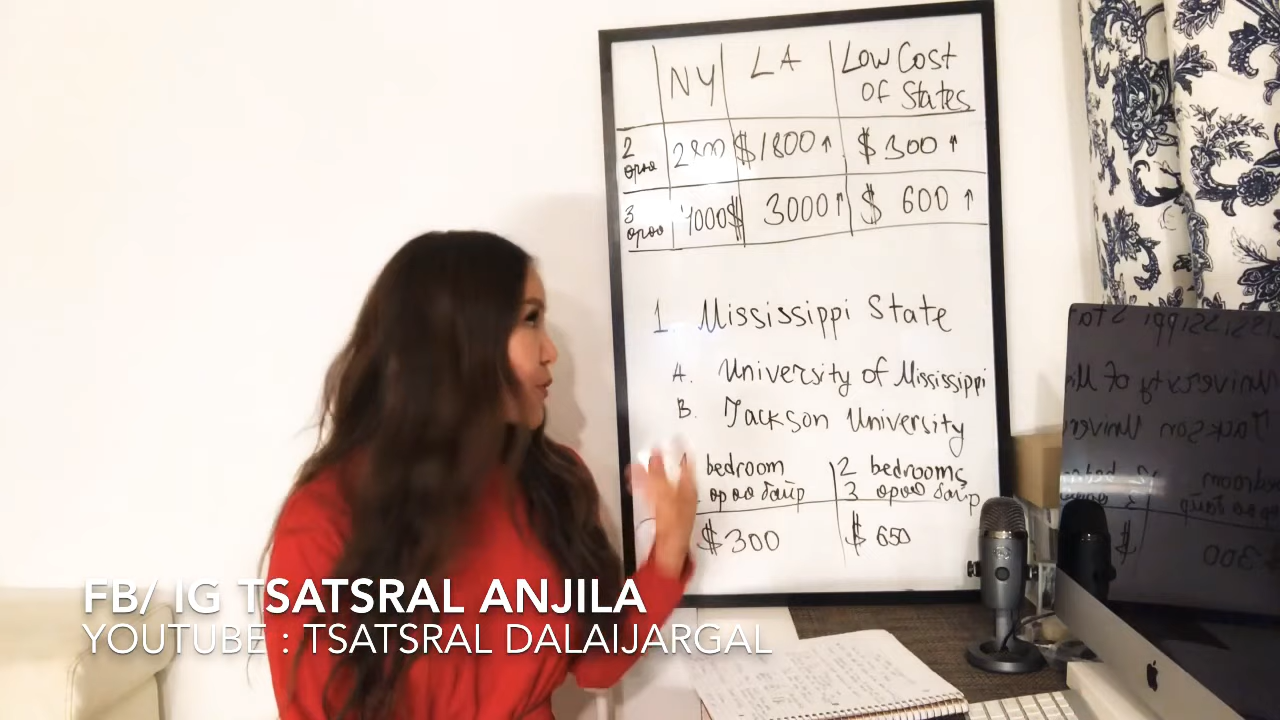 NY LA Low Cost
Of States
2 өрөө 2800 $1800↑ $300↑
3 өрөө 4000$ 3000↑ $ 600↑
1. Mississippi State
A. University of Mississippi
B. Jackson University
bedroom 2 bedrooms
өрөө байр 3 өрөө байр
$300 $650
FB/ IG TSATSRAL ANJILA
YOUTUBE : TSATSRAL DALAIJARGAL